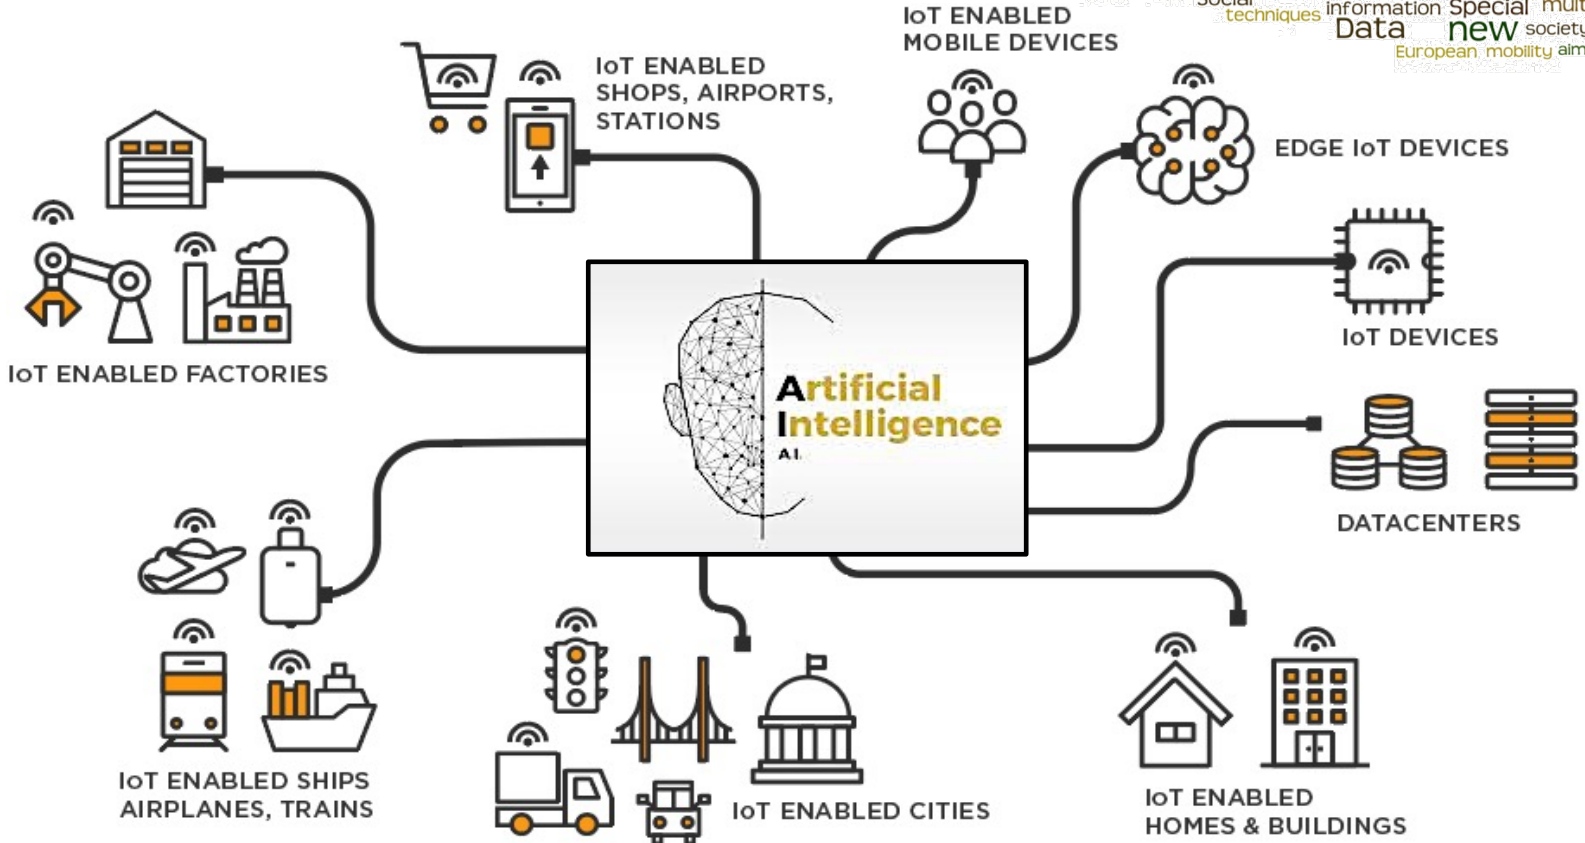 techniques information Special
Data new society
European mobility
IoT ENABLED
MOBILE DEVICES
IoT ENABLED
SHOPS, AIRPORTS,
STATIONS
EDGE IoT DEVICES
IoT DEVICES
IoT ENABLED FACTORIES
Artificial
Intelligence
A.I.
DATACENTERS
IoT ENABLED SHIPS
AIRPLANES, TRAINS
IoT ENABLED CITIES
IoT ENABLED
HOMES & BUILDINGS